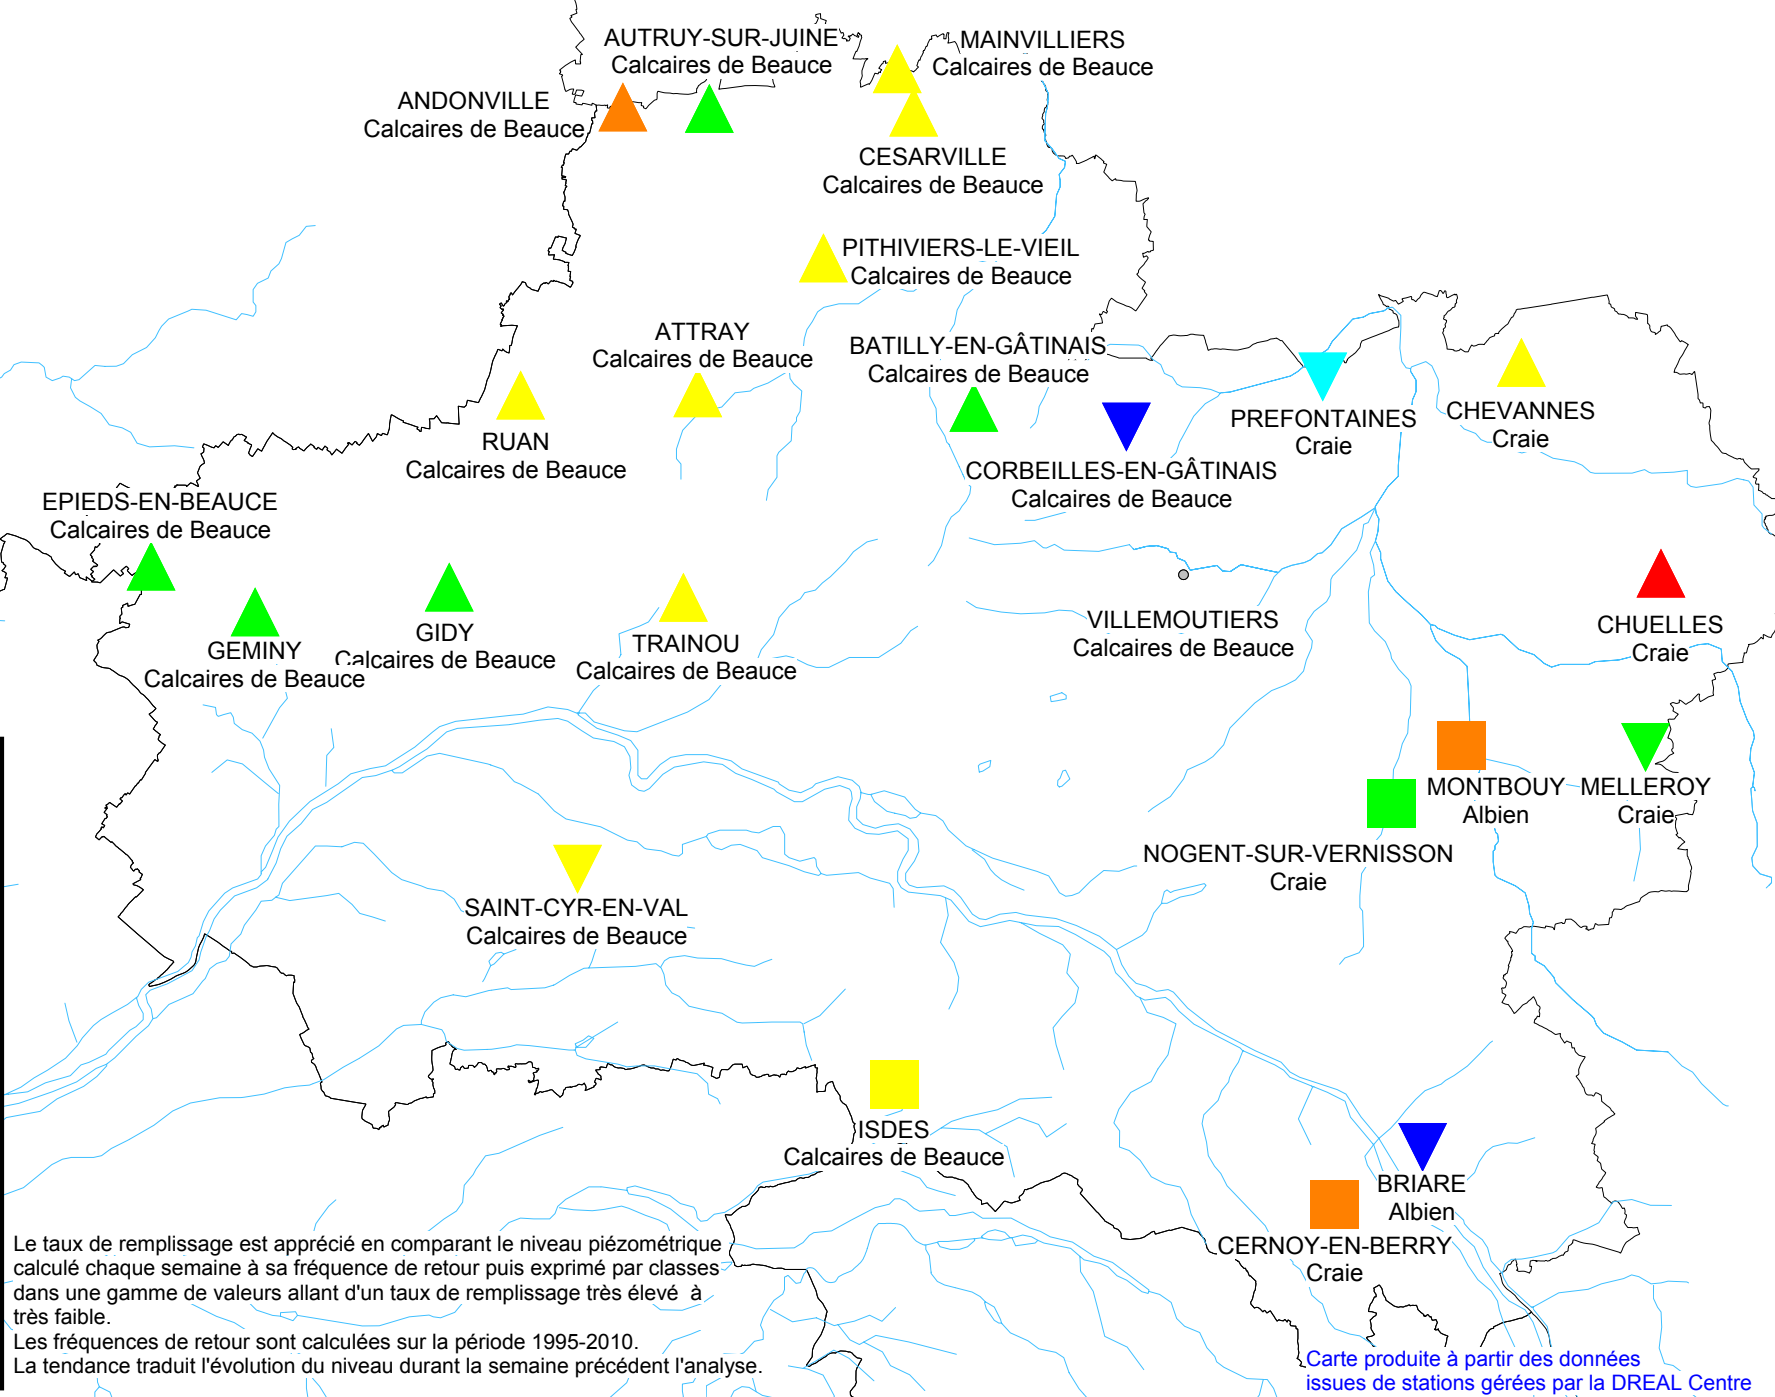 AUTRUY-SUR-JUINE
Calcaires de Beauce
MAINVILLIERS
Calcaires de Beauce
ANDONVILLE
Calcaires de Beauce
CESARVILLE
Calcaires de Beauce
PITHIVIERS-LE-VIEIL
Calcaires de Beauce
ATTRAY
Calcaires de Beauce
BATILLY-EN-GÂTINAIS
Calcaires de Beauce
RUAN
Calcaires de Beauce
PREFONTAINES
Craie
CHEVANNES
Craie
CORBEILLES-EN-GÂTINAIS
Calcaires de Beauce
EPIEDS-EN-BEAUCE
Calcaires de Beauce
GEMINY
Calcaires de Beauce
GIDY
Calcaires de Beauce
TRAINOU
Calcaires de Beauce
VILLEMOUTIERS
Calcaires de Beauce
CHUELLES
Craie
MONTBOUY
Albien
MELLEROY
Craie
NOGENT-SUR-VERNISSON
Craie
SAINT-CYR-EN-VAL
Calcaires de Beauce
ISDES
Calcaires de Beauce
BRIARE
Albien
CERNOY-EN-BERRY
Craie
Le taux de remplissage est apprécié en comparant le niveau piézométrique
calculé chaque semaine à sa fréquence de retour puis exprimé par classes
dans une gamme de valeurs allant d'un taux de remplissage très élevé à
très faible.
Les fréquences de retour sont calculées sur la période 1995-2010.
La tendance traduit l'évolution du niveau durant la semaine précédent l'analyse.
Carte produite à partir des données
issues de stations gérées par la DREAL Centre